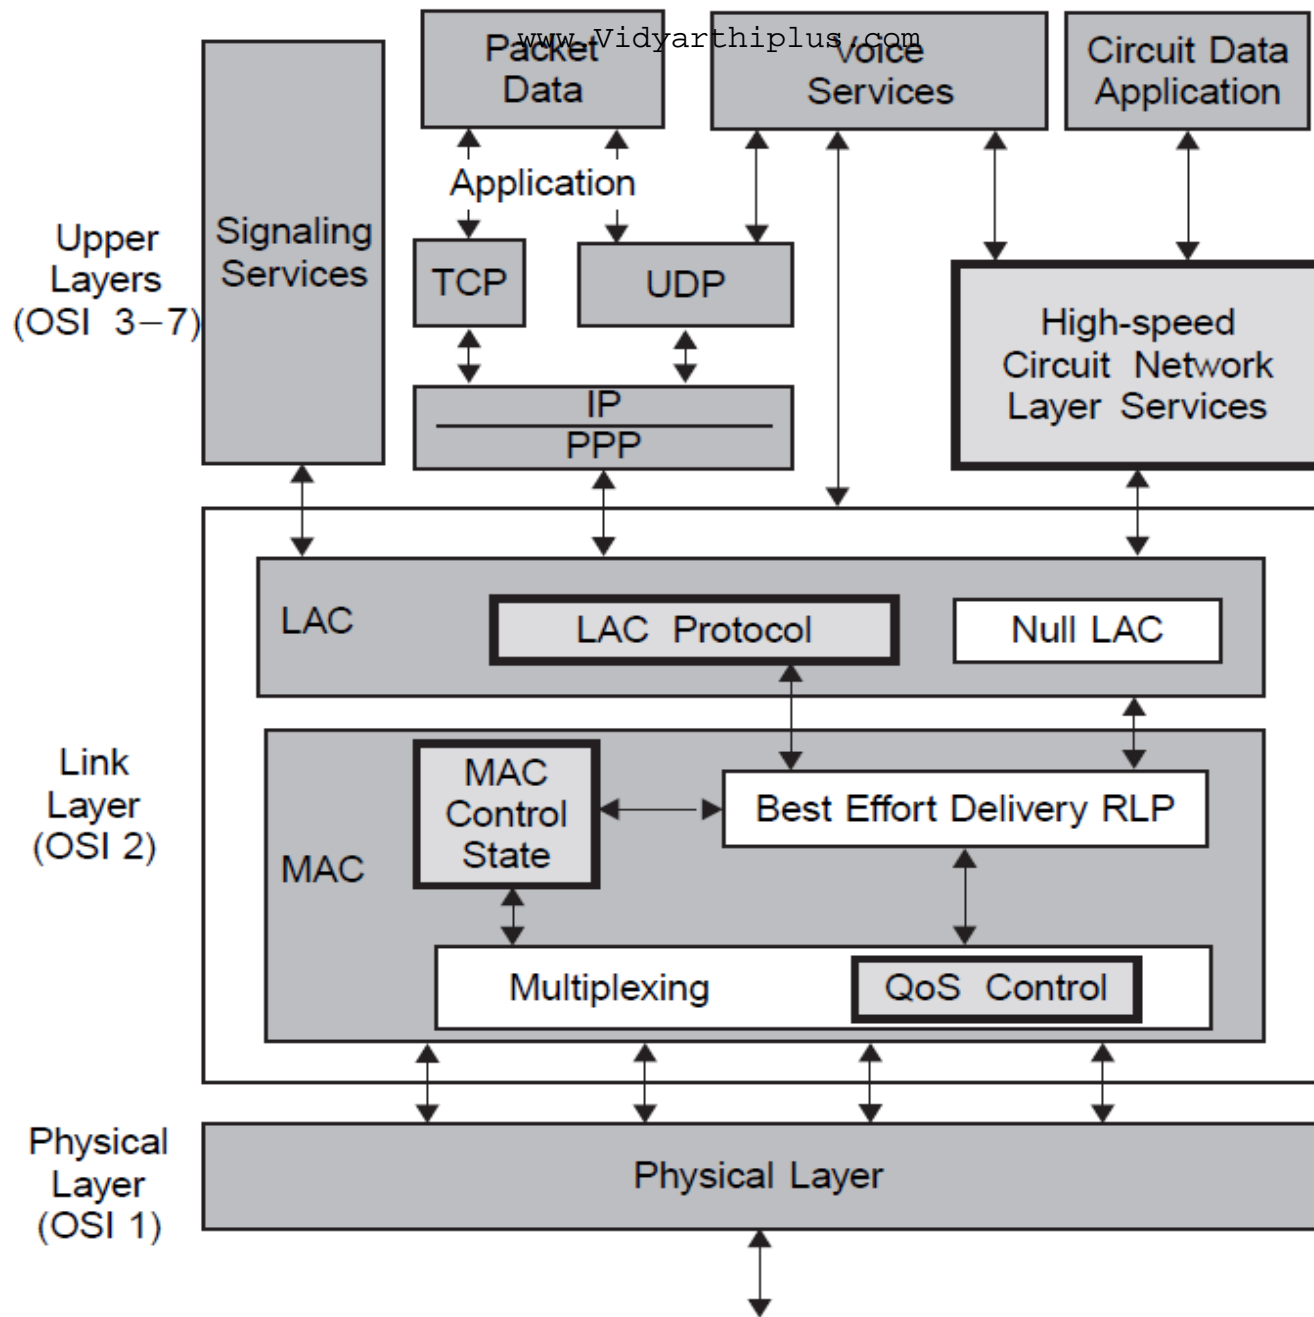 www.Vidyarthiplus.com
Packet
Data
Voice
Services
Circuit Data
Application
Application
Upper
Layers
(OSI 3–7)
Signaling
Services
TCP
UDP
High-speed
Circuit Network
Layer Services
IP
PPP
LAC
LAC Protocol
Null LAC
Link
Layer
(OSI 2)
MAC
Control
State
Best Effort Delivery RLP
MAC
Multiplexing
QoS Control
Physical
Layer
(OSI 1)
Physical Layer